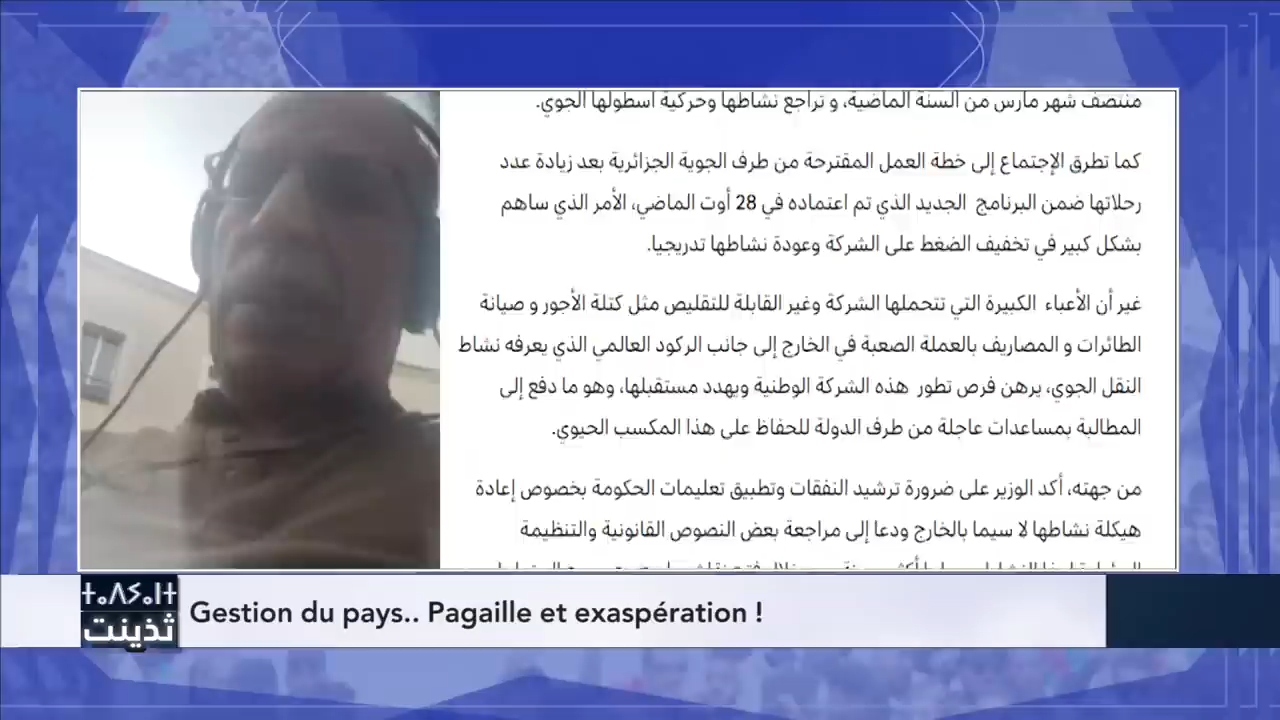 منتصف شهر مارس من السنة الماضية، و تراجع نشاطها وحركية اسطولها الجوي.
كما تطرق الإجتماع إلى خطة العمل المقترحة من طرف الجوية الجزائرية بعد زيادة عدد
رحلاتها ضمن البرنامج الجديد الذي تم اعتماده في 28 أوت الماضي، الأمر الذي ساهم
بشكل كبير في تخفيف الضغط على الشركة وعودة نشاطها تدريجيا.
غير أن الأعباء الكبيرة التي تتحملها الشركة وغير القابلة للتقليص مثل كتلة الأجور و صيانة
الطائرات و المصاريف بالعملة الصعبة في الخارج إلى جانب الركود العالمي الذي يعرفه نشاط
النقل الجوي، يرهن فرص تطور هذه الشركة الوطنية ويهدد مستقبلها، وهو ما دفع إلى
المطالبة بمساعدات عاجلة من طرف الدولة للحفاظ على هذا المكسب الحيوي.
من جهته، أكد الوزير على ضرورة ترشيد النفقات وتطبيق تعليمات الحكومة بخصوص إعادة
هيكلة نشاطها لا سيما بالخارج ودعا إلى مراجعة بعض النصوص القانونية والتنظيمة
ⵜⴰⴷⵢⴰⵏⵜ
ثذينت
Gestion du pays.. Pagaille et exaspération !